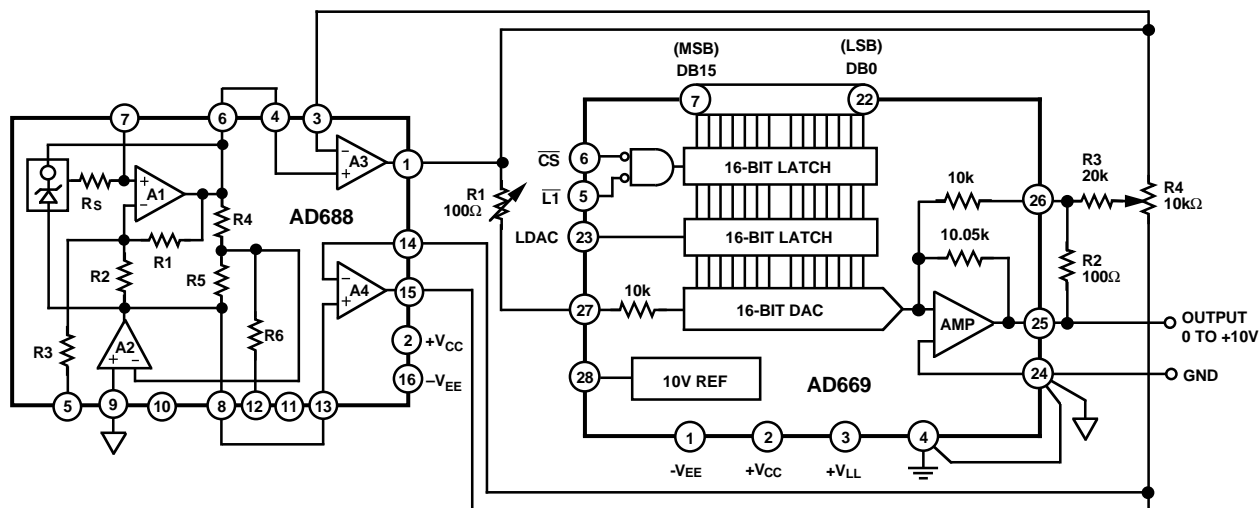 (MSB)
DB15
(LSB)
DB0
7
6
4
3
7
22
A3
1
CS
6
16-BIT LATCH
RS
A1
R4
AD688
R1
100Ω
L1
5
10k
26
R3
20k
R4
10kΩ
LDAC
23
16-BIT LATCH
10.05k
R2
100Ω
R1
14
R2
R5
A4
15
27
10k
16-BIT DAC
AMP
25
OUTPUT
0 TO +10V
R3
A2
R6
2
+VCC
16
–VEE
28
10V REF
AD669
24
GND
5
9
10
8
12
11
13
1
2
3
4
-VEE
+VCC
+VLL